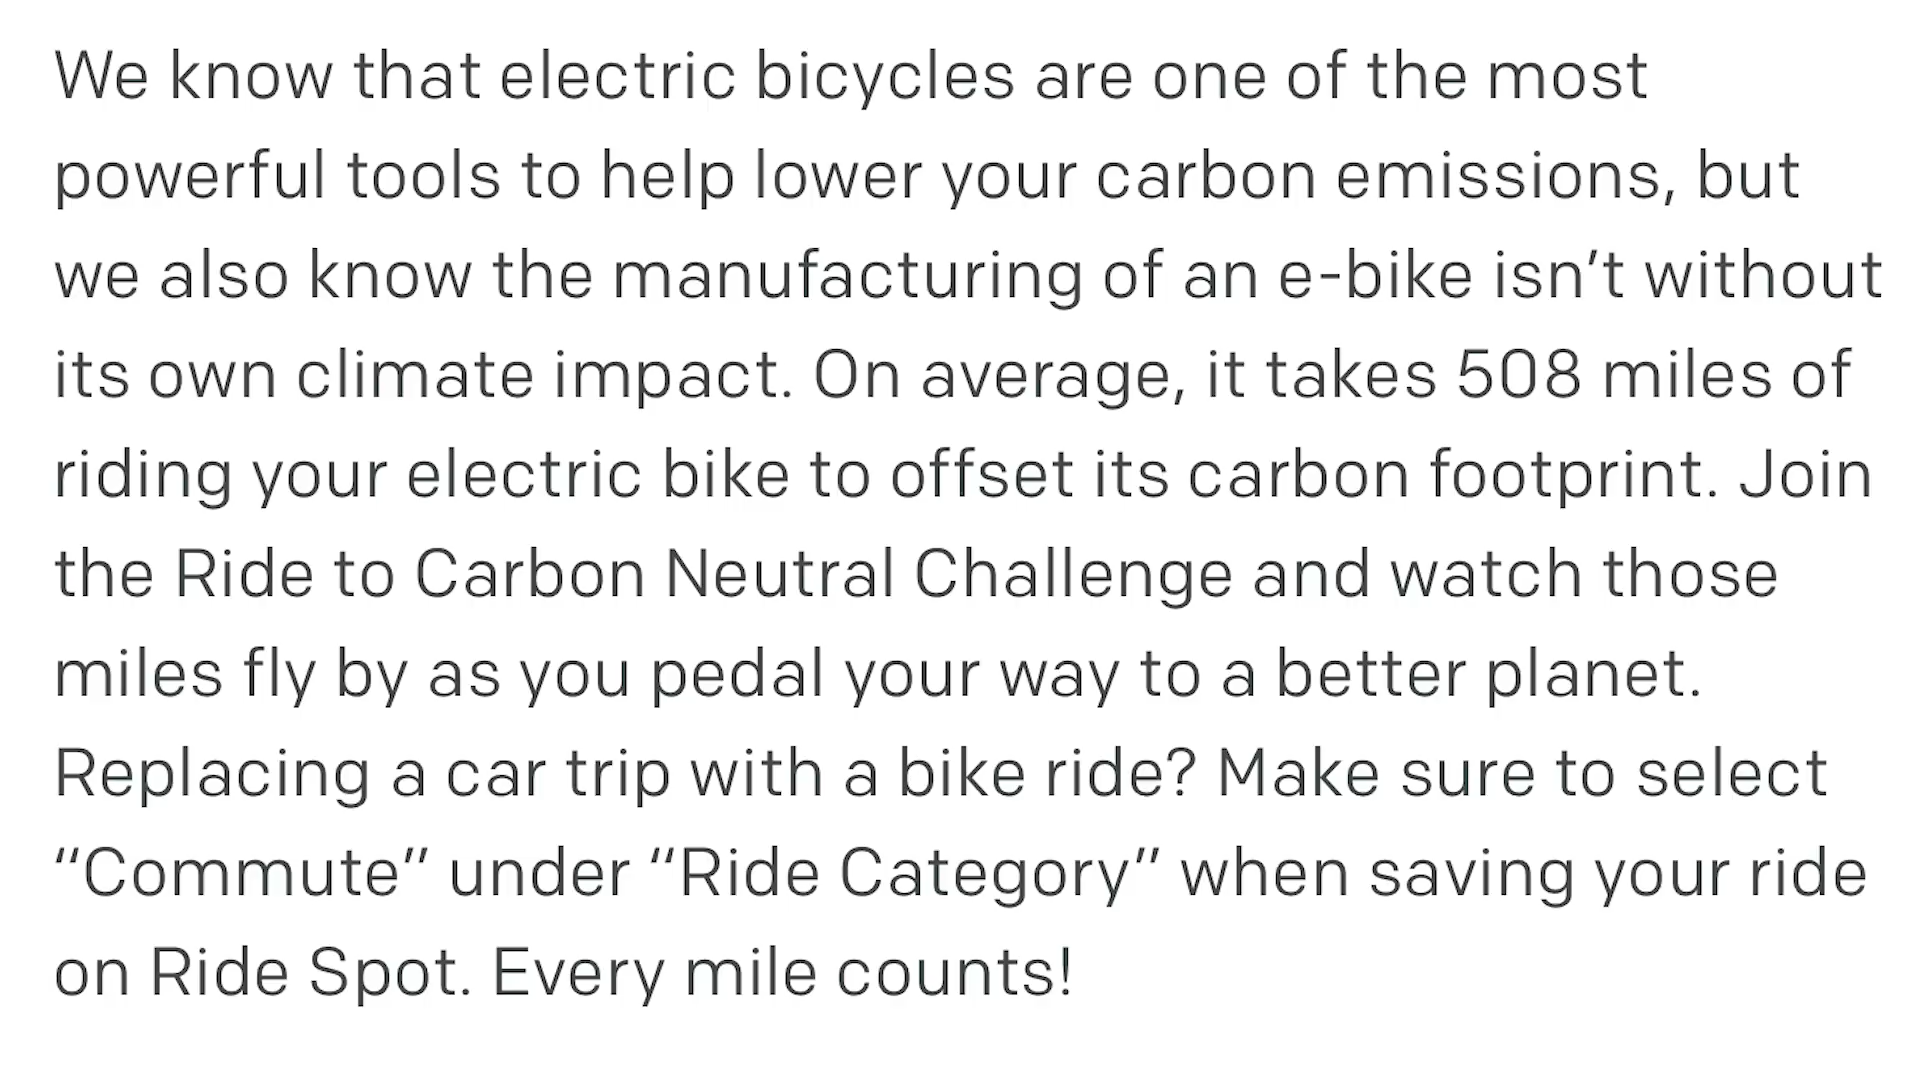 We know that electric bicycles are one of the most
powerful tools to help lower your carbon emissions, but
we also know the manufacturing of an e-bike isn’t without
its own climate impact. On average, it takes 508 miles of
riding your electric bike to offset its carbon footprint. Join
the Ride to Carbon Neutral Challenge and watch those
miles fly by as you pedal your way to a better planet.
Replacing a car trip with a bike ride? Make sure to select
“Commute” under “Ride Category” when saving your ride
on Ride Spot. Every mile counts!